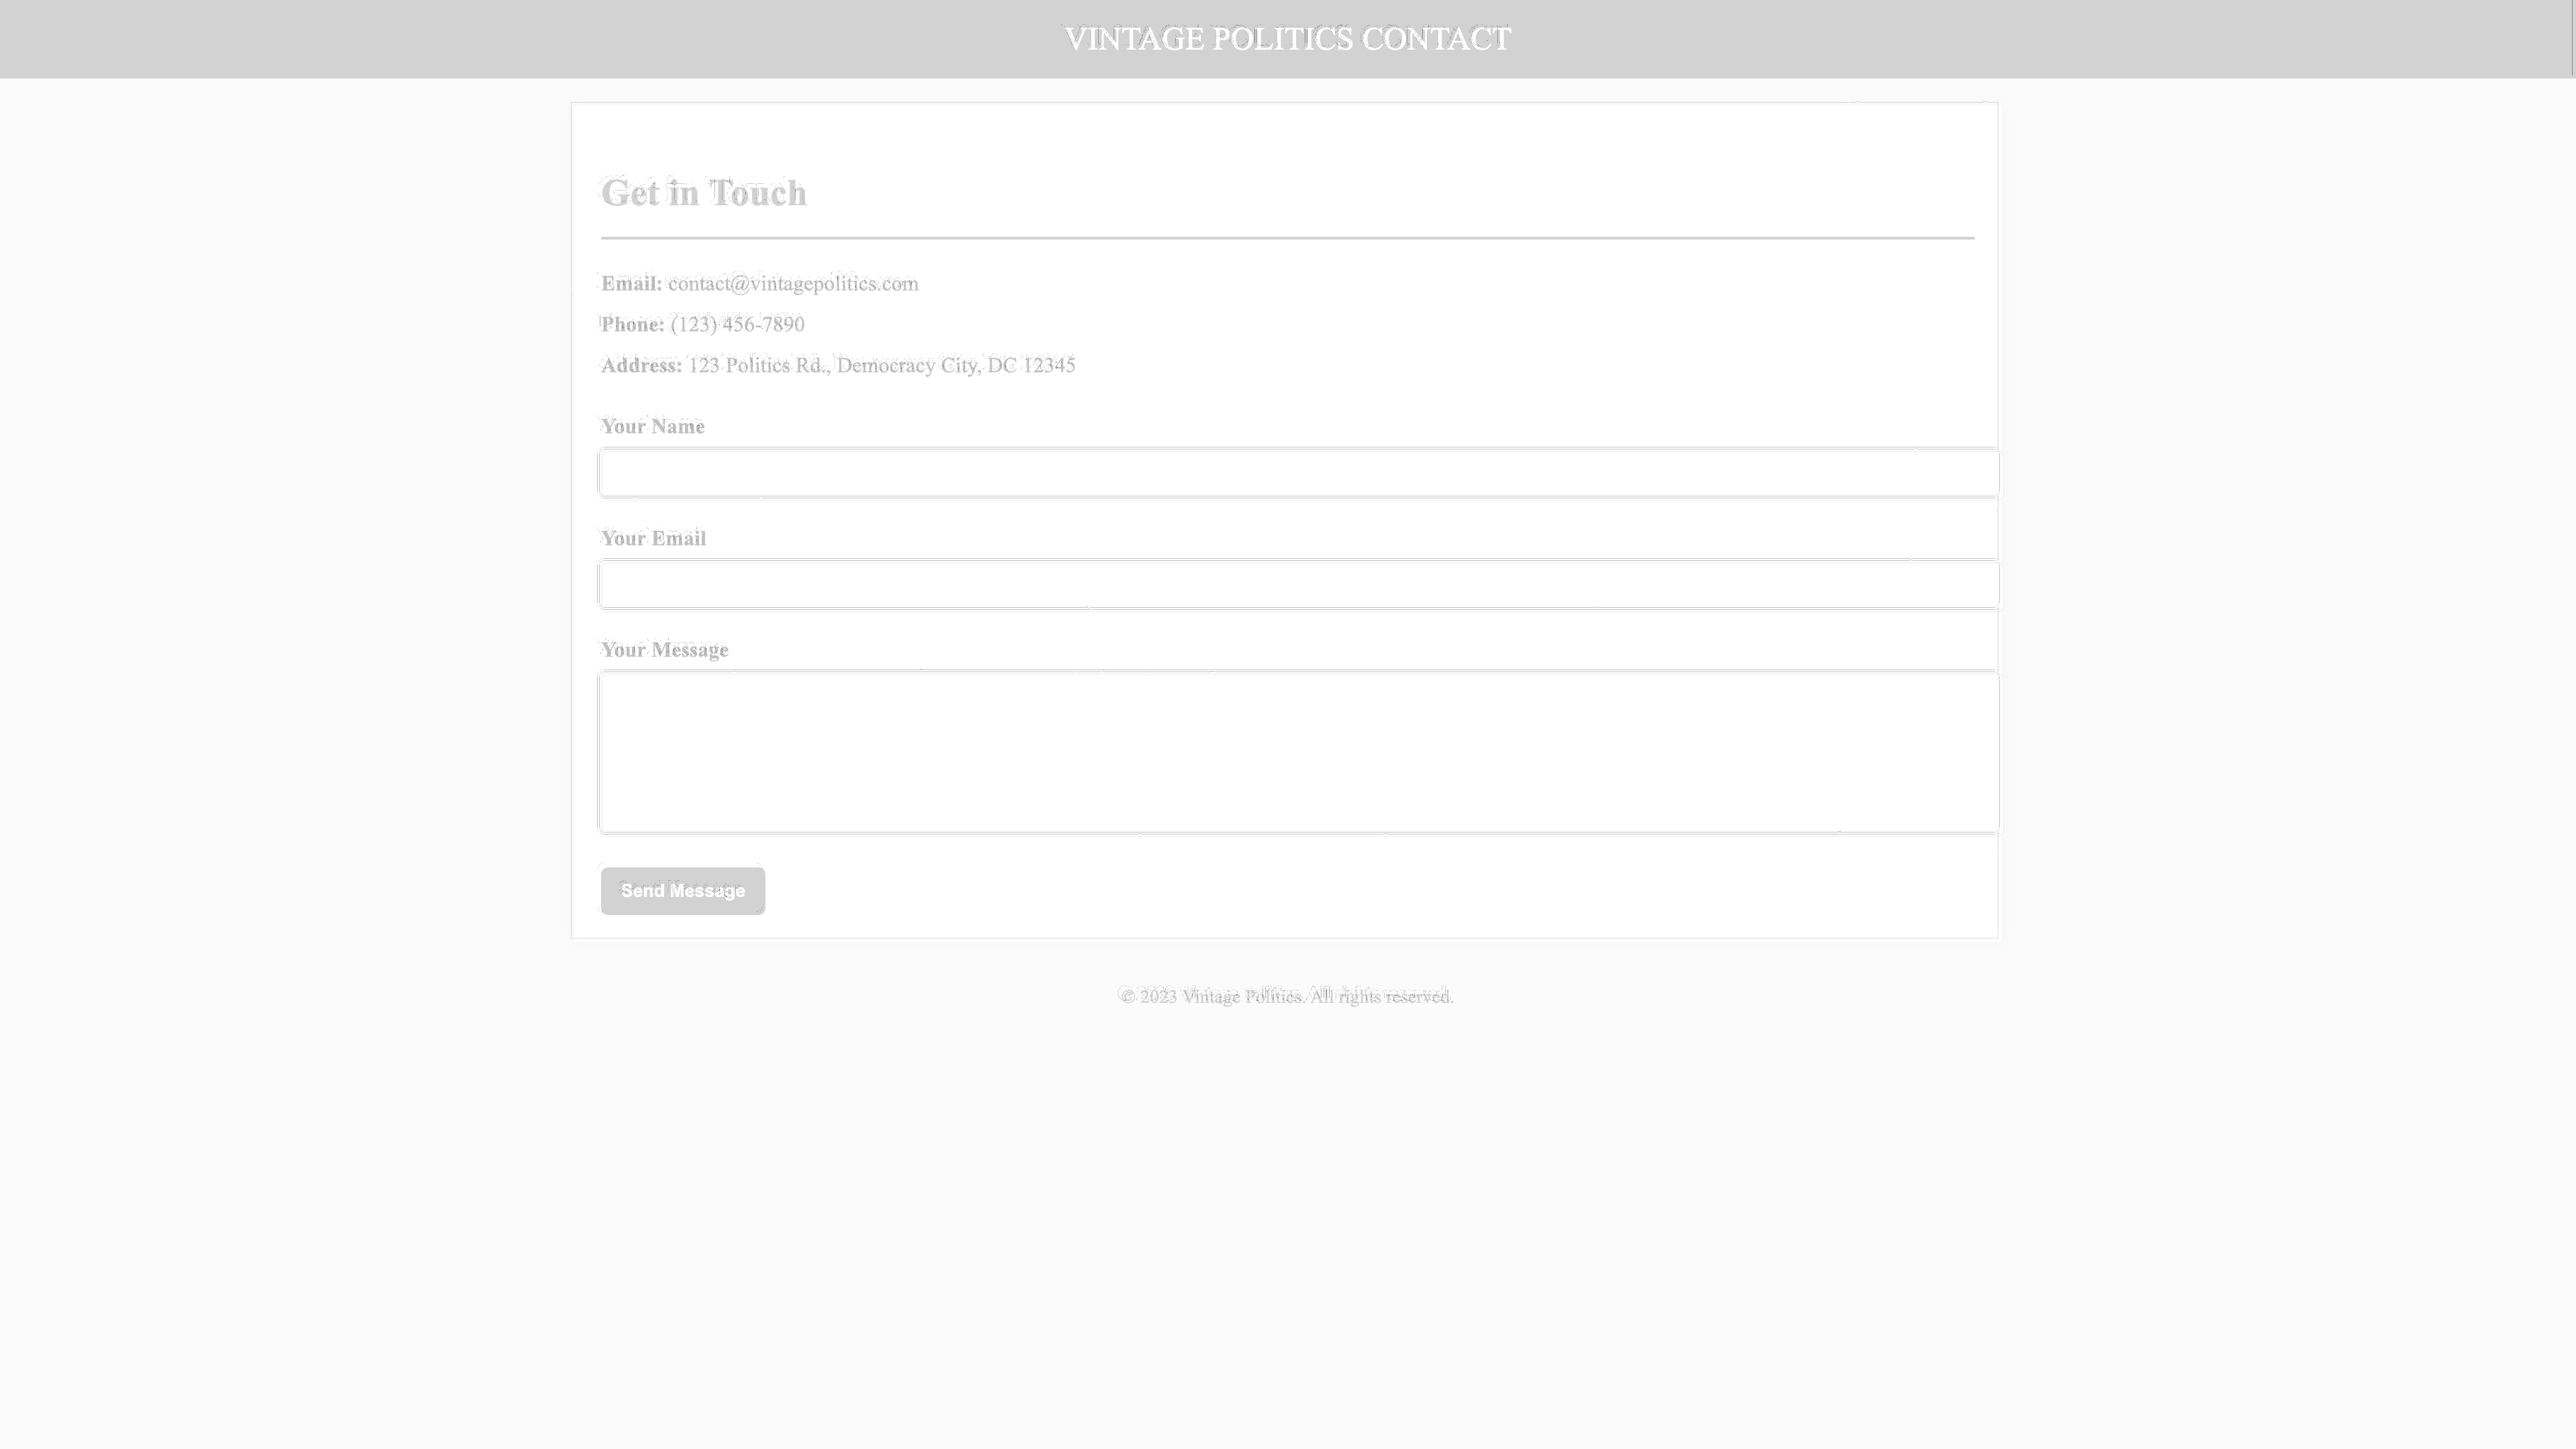 VINTAGE POLITICS CONTACT
Get in Touch
Email: contact@vintagepolitics.com
Phone: (123) 456-7890
Address: 123 Politics Rd., Democracy City, DC 12345
Your Name
Your Email
Your Message
Send Message
© 2023 Vintage Politics. All rights reserved.